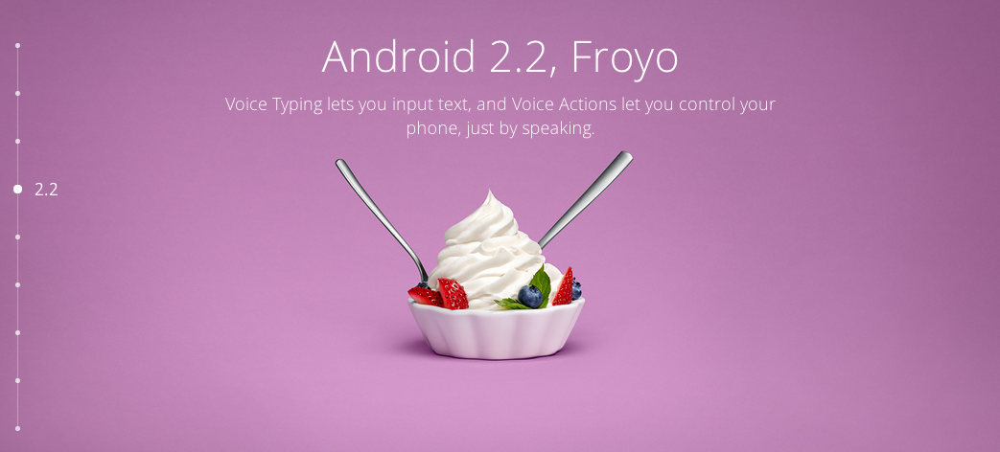 Android 2.2, Froyo
Voice Typing lets you input text, and Voice Actions let you control your
phone, just by speaking.
2.2